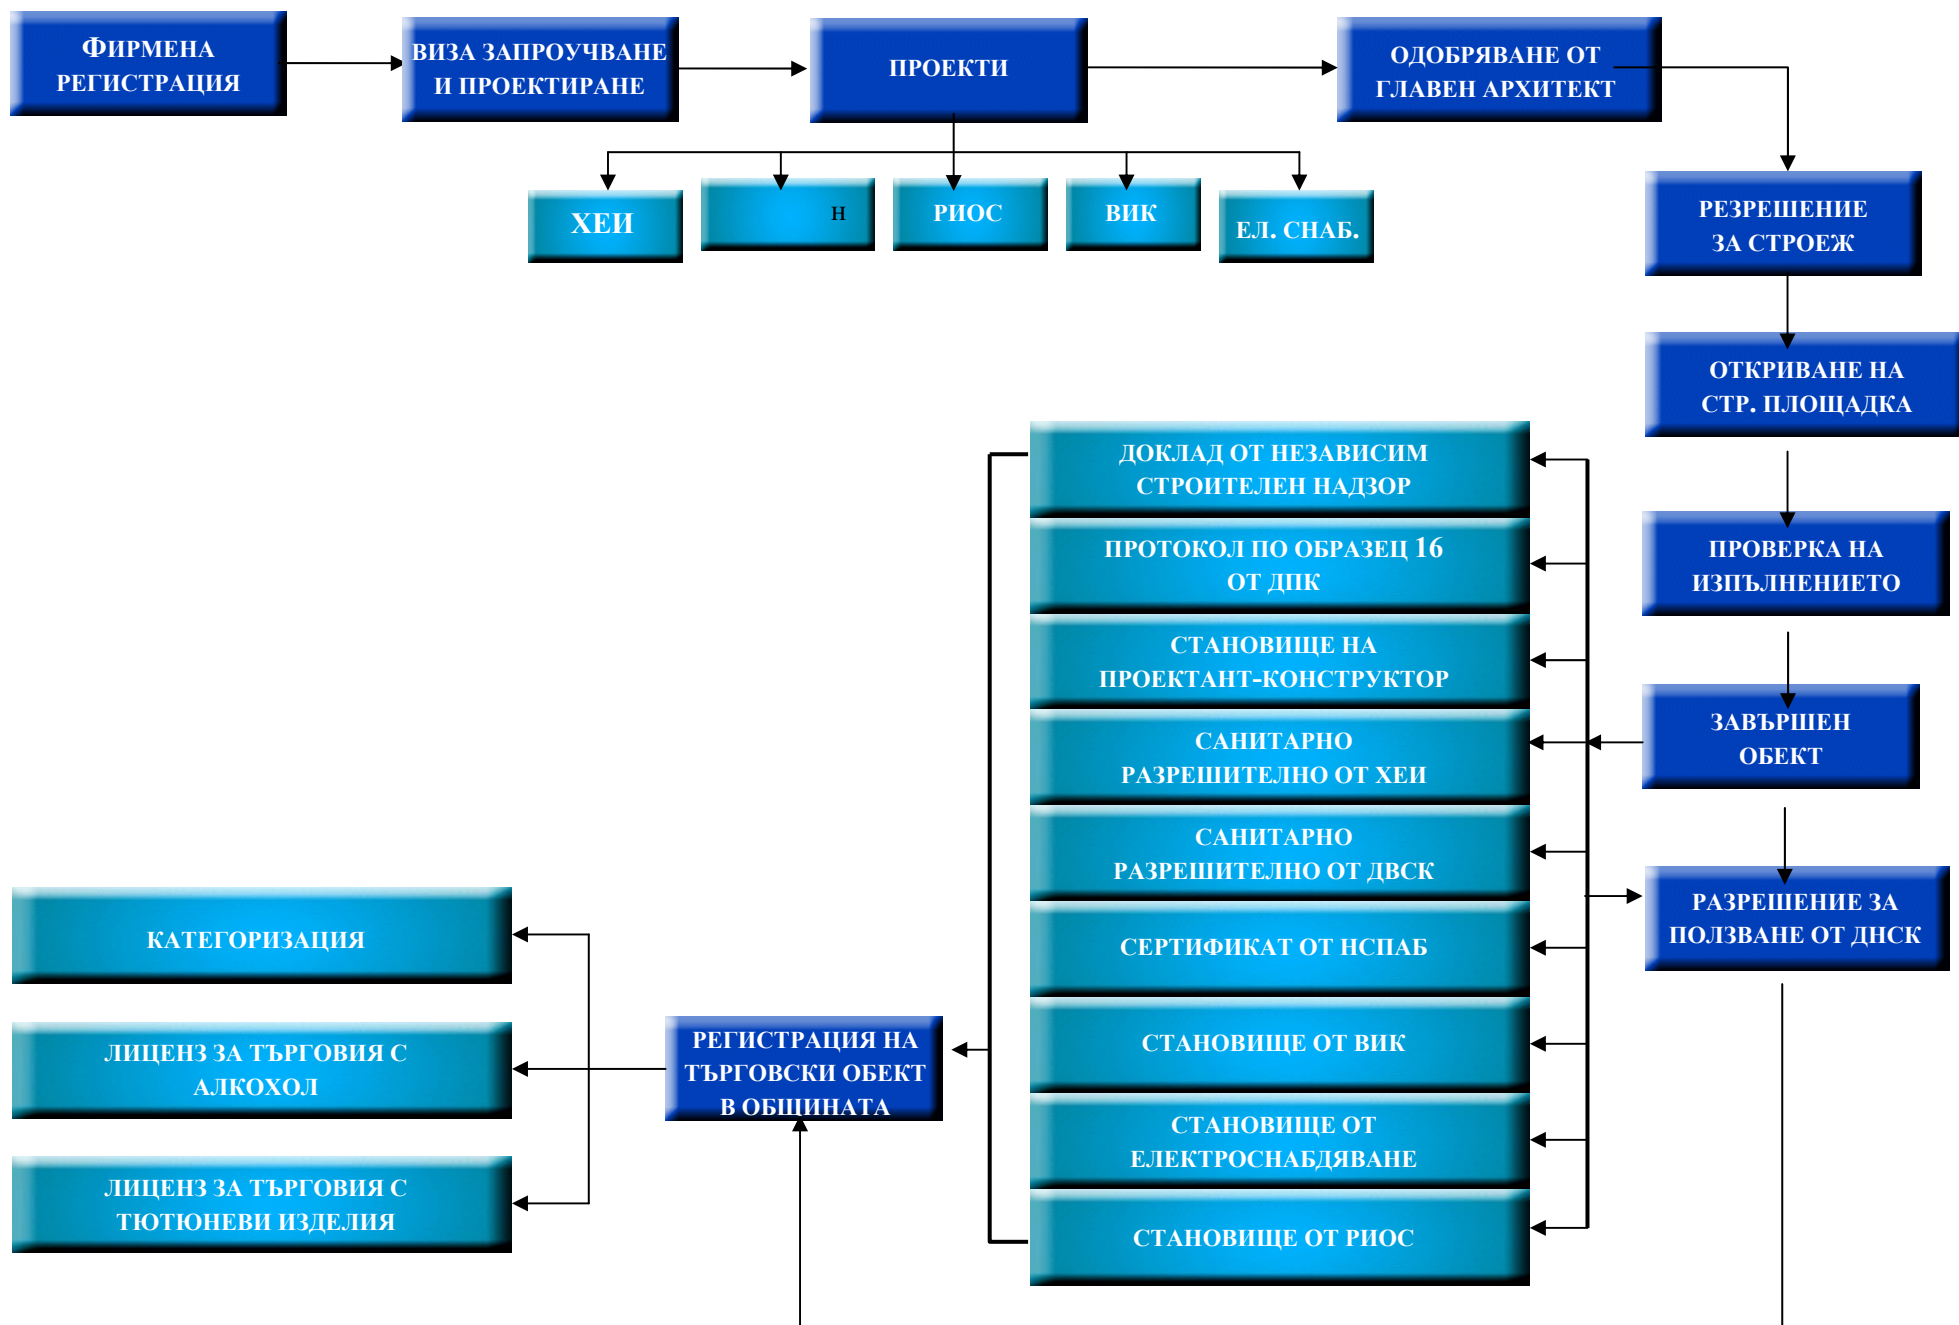 ФИРМЕНА
РЕГИСТРАЦИЯ
ВИЗА ЗАПРОУЧВАНЕ
И ПРОЕКТИРАНЕ
ПРОЕКТИ
ОДОБРЯВАНЕ ОТ
ГЛАВЕН АРХИТЕКТ
ХЕИ
Н
РИОС
ВИК
ЕЛ. СНАБ.
РЕЗРЕШЕНИЕ
ЗА СТРОЕЖ
ОТКРИВАНЕ НА
СТР. ПЛОЩАДКА
ПРОВЕРКА НА
ИЗПЪЛНЕНИЕТО
ЗАВЪРШЕН
ОБЕКТ
РАЗРЕШЕНИЕ ЗА
ПОЛЗВАНЕ ОТ ДНСК
ДОКЛАД ОТ НЕЗАВИСИМ
СТРОИТЕЛЕН НАДЗОР
ПРОТОКОЛ ПО ОБРАЗЕЦ 16
ОТ ДПК
СТАНОВИЩЕ НА
ПРОЕКТАНТ-КОНСТРУКТОР
САНИТАРНО
РАЗРЕШИТЕЛНО ОТ ХЕИ
САНИТАРНО
РАЗРЕШИТЕЛНО ОТ ДВСК
СЕРТИФИКАТ ОТ НСПАБ
СТАНОВИЩЕ ОТ ВИК
СТАНОВИЩЕ ОТ
ЕЛЕКТРОСНАБДЯВАНЕ
СТАНОВИЩЕ ОТ РИОС
РЕГИСТРАЦИЯ НА
ТЪРГОВСКИ ОБЕКТ
В ОБЩИНАТА
КАТЕГОРИЗАЦИЯ
ЛИЦЕНЗ ЗА ТЪРГОВИЯ С
АЛКОХОЛ
ЛИЦЕНЗ ЗА ТЪРГОВИЯ С
ТЮТЮНЕВИ ИЗДЕЛИЯ